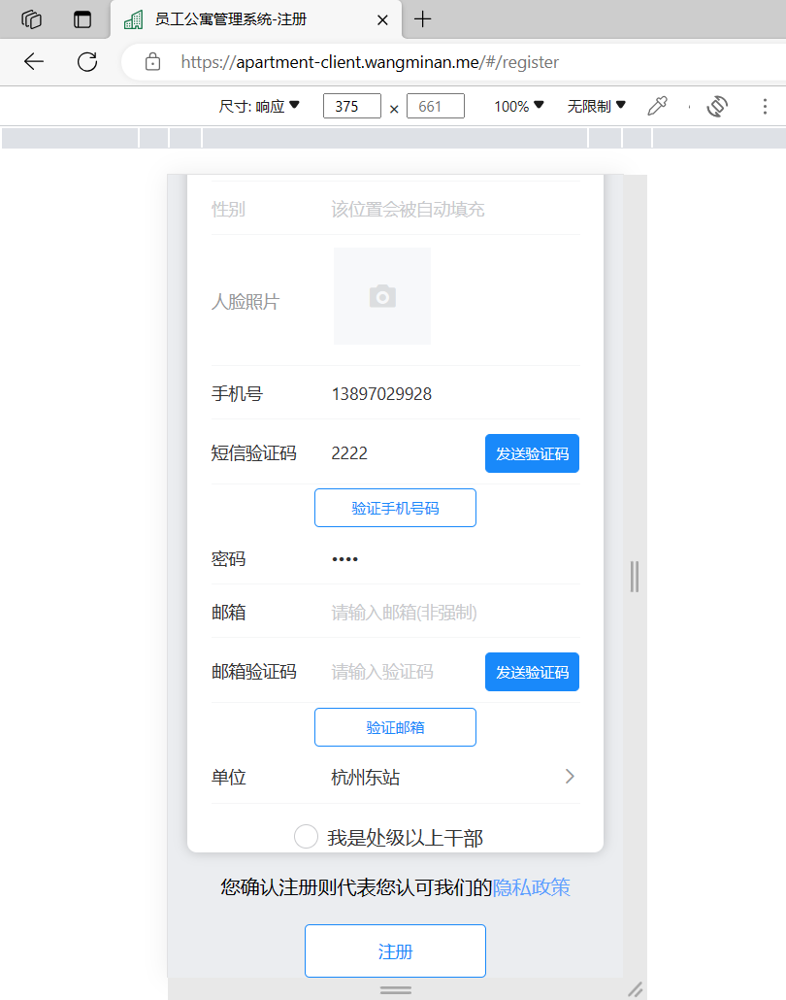 员工公寓管理系统-注册
https://apartment-client.wangminan.me/#/register
尺寸: 响应 375 × 661 100% 无限制
性别 该位置会被自动填充
人脸照片
手机号 13897029928
短信验证码 2222 发送验证码
验证手机号码
密码 ••••
邮箱 请输入邮箱(非强制)
邮箱验证码 请输入验证码 发送验证码
验证邮箱
单位 杭州东站
我是处级以上干部
您确认注册则代表您认可我们的隐私政策
注册